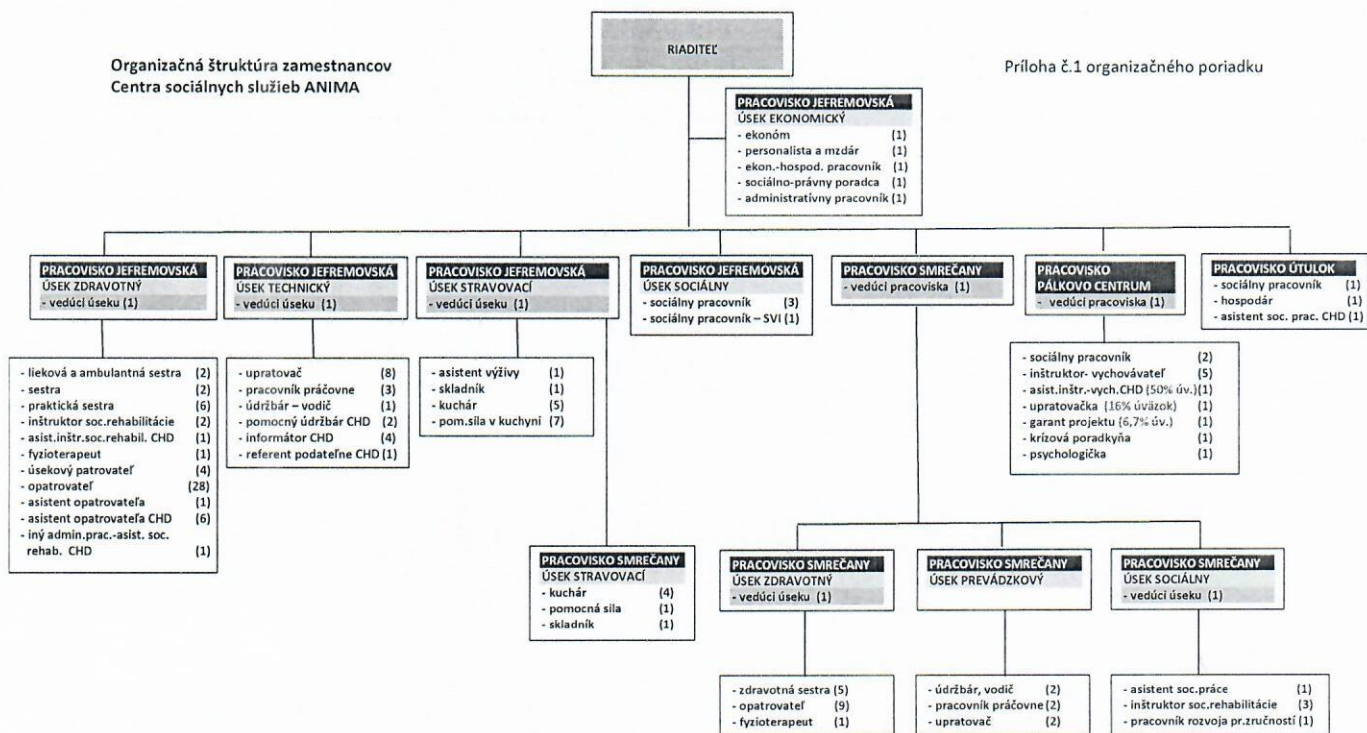 Organizačná štruktúra zamestnancov
Centra sociálnych služieb ANIMA
RIADITEĽ
Príloha č.1 organizačného poriadku
PRACOVISKO JEFREMOVSKÁ
ÚSEK EKONOMICKÝ
- ekonóm (1)
- personalista a mzdár (1)
- ekon.-hospod. pracovník (1)
- sociálno-právny poradca (1)
- administratívny pracovník (1)
PRACOVISKO JEFREMOVSKÁ
ÚSEK ZDRAVOTNÝ
- vedúci úseku (1)
- lieková a ambulantná sestra (2)
- sestra (2)
- praktická sestra (6)
- inštruktor soc.rehabilitácie (2)
- asist.inštr.soc.rehabil. CHD (1)
- fyzioterapeut (1)
- úsekový patrovateľ (4)
- opatrovateľ (28)
- asistent opatrovateľa (1)
- asistent opatrovateľa CHD (6)
- iný admin.prac.-asist. soc.
rehab. CHD (1)
PRACOVISKO JEFREMOVSKÁ
ÚSEK TECHNICKÝ
- vedúci úseku (1)
- upratovač (8)
- pracovník práčovne (3)
- údržbár – vodič (1)
- pomocný údržbár CHD (2)
- informátor CHD (4)
- referent podateľne CHD (1)
PRACOVISKO JEFREMOVSKÁ
ÚSEK STRAVOVACÍ
- vedúci úseku (1)
- asistent výživy (1)
- skladník (1)
- kuchár (5)
- pom.sila v kuchyni (7)
PRACOVISKO SMREČANY
ÚSEK STRAVOVACÍ
- kuchár (4)
- pomocná sila (1)
- skladník (1)
PRACOVISKO JEFREMOVSKÁ
ÚSEK SOCIÁLNY
- sociálny pracovník (3)
- sociálny pracovník – SVI (1)
PRACOVISKO SMREČANY
- vedúci pracoviska (1)
PRACOVISKO
PÁLKOVO CENTRUM
- vedúci pracoviska (1)
- sociálny pracovník (2)
- inštruktor- vychovávateľ (5)
- asist.inštr.-vych.CHD (50% úv.) (1)
- upratovačka (16% úväzok) (1)
- garant projektu (6,7% úv.) (1)
- krízová poradkyňa (1)
- psychologička (1)
PRACOVISKO ÚTULOK
- sociálny pracovník (1)
- hospodár (1)
- asistent soc. prac. CHD (1)
PRACOVISKO SMREČANY
ÚSEK ZDRAVOTNÝ
- vedúci úseku (1)
- zdravotná sestra (5)
- opatrovateľ (9)
- fyzioterapeut (1)
PRACOVISKO SMREČANY
ÚSEK PREVÁDZKOVÝ
- údržbár, vodič (2)
- pracovník práčovne (2)
- upratovač (2)
PRACOVISKO SMREČANY
ÚSEK SOCIÁLNY
- vedúci úseku (1)
- asistent soc.práce (1)
- inštruktor soc.rehabilitácie (3)
- pracovník rozvoja pr.zručností (1)